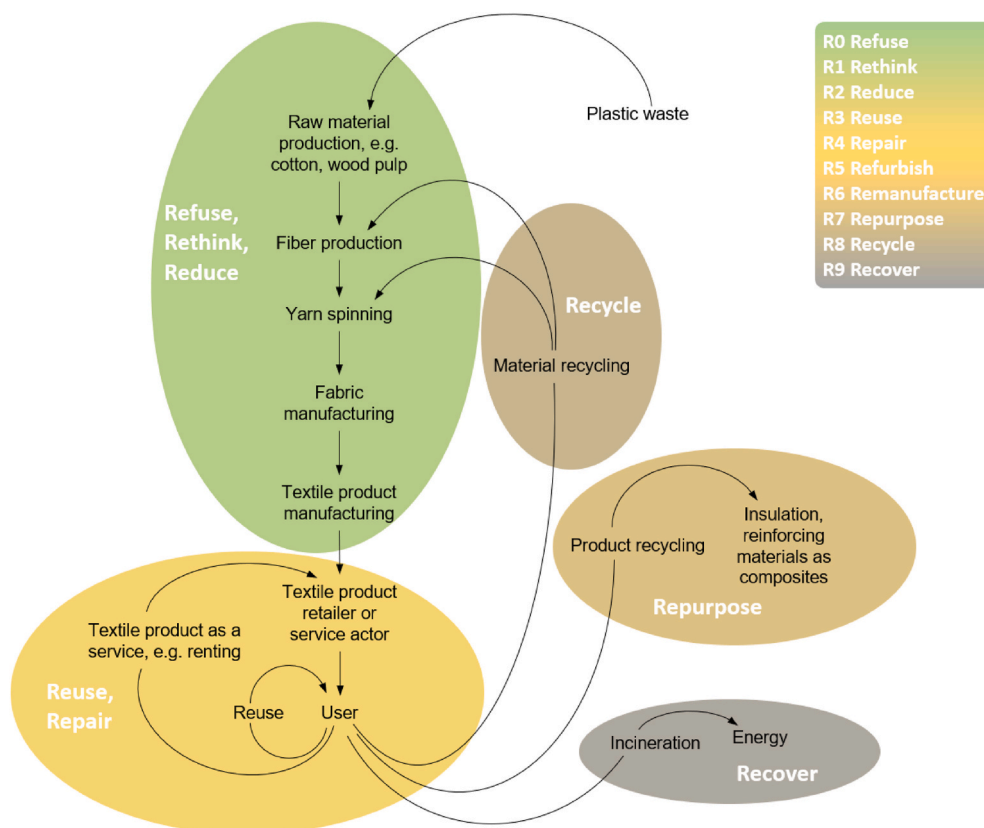 R0 Refuse
R1 Rethink
R2 Reduce
R3 Reuse
R4 Repair
R5 Refurbish
R6 Remanufacture
R7 Repurpose
R8 Recycle
R9 Recover
Plastic waste
Raw material
production, e.g.
cotton, wood pulp
Refuse,
Rethink,
Reduce
Fiber production
Yarn spinning
Fabric
manufacturing
Textile product
manufacturing
Recycle
Material recycling
Product recycling
Insulation,
reinforcing
materials as
composites
Repurpose
Textile product
retailer or
service actor
Textile product as a
service, e.g. renting
Reuse,
Repair
Reuse
User
Incineration
Energy
Recover